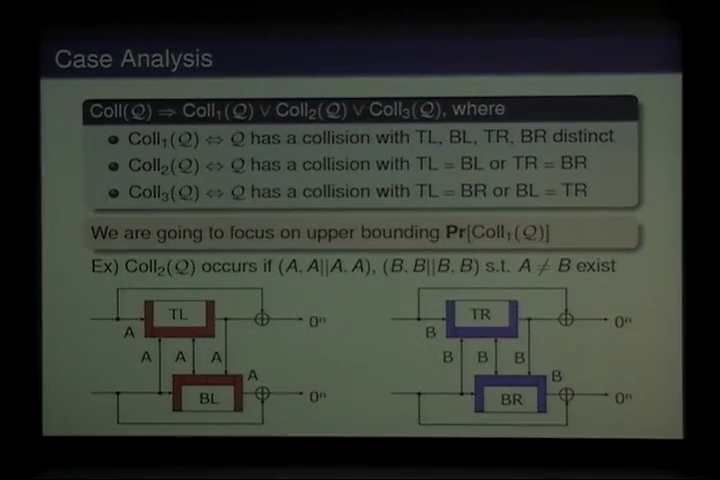 Case Analysis
Coll(Q) ⇒ Coll₁(Q) ∨ Coll₂(Q) ∨ Coll₃(Q), where
Coll₁(Q) ⇔ Q has a collision with TL, BL, TR, BR distinct
Coll₂(Q) ⇔ Q has a collision with TL = BL or TR = BR
Coll₃(Q) ⇔ Q has a collision with TL = BR or BL = TR
We are going to focus on upper bounding Pr[Coll₁(Q)]
Ex) Coll₂(Q) occurs if (A, A||A, A), (B, B||B, B) s.t. A ≠ B exist
TL 0ⁿ TR 0ⁿ
A B
A A A B B B
A B
BL 0ⁿ BR 0ⁿ